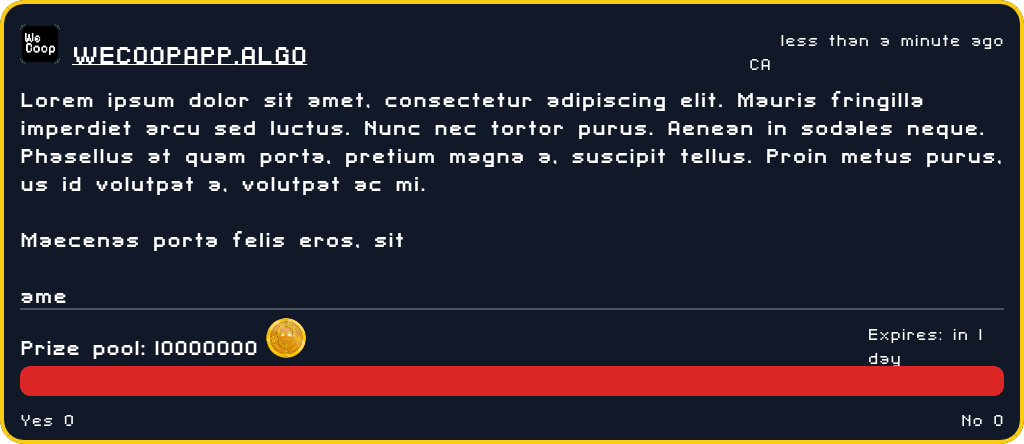 We
Coop
WECOOPAPP.ALGO
less than a minute ago
CA
Lorem ipsum dolor sit amet, consectetur adipiscing elit. Mauris fringilla
imperdiet arcu sed luctus. Nunc nec tortor purus. Aenean in sodales neque.
Phasellus at quam porta, pretium magna a, suscipit tellus. Proin metus purus,
us id volutpat a, volutpat ac mi.
Maecenas porta felis eros, sit
ame
Prize pool: 10000000
Expires: in 1
day
Yes 0
No 0